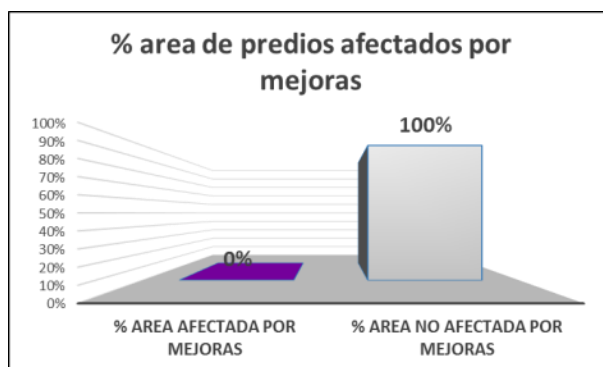 % area de predios afectados por
mejoras
100%
90%
80%
70%
60%
50%
40%
30%
20%
10%
0%
0%
100%
% AREA AFECTADA POR
MEJORAS
% AREA NO AFECTADA POR
MEJORAS